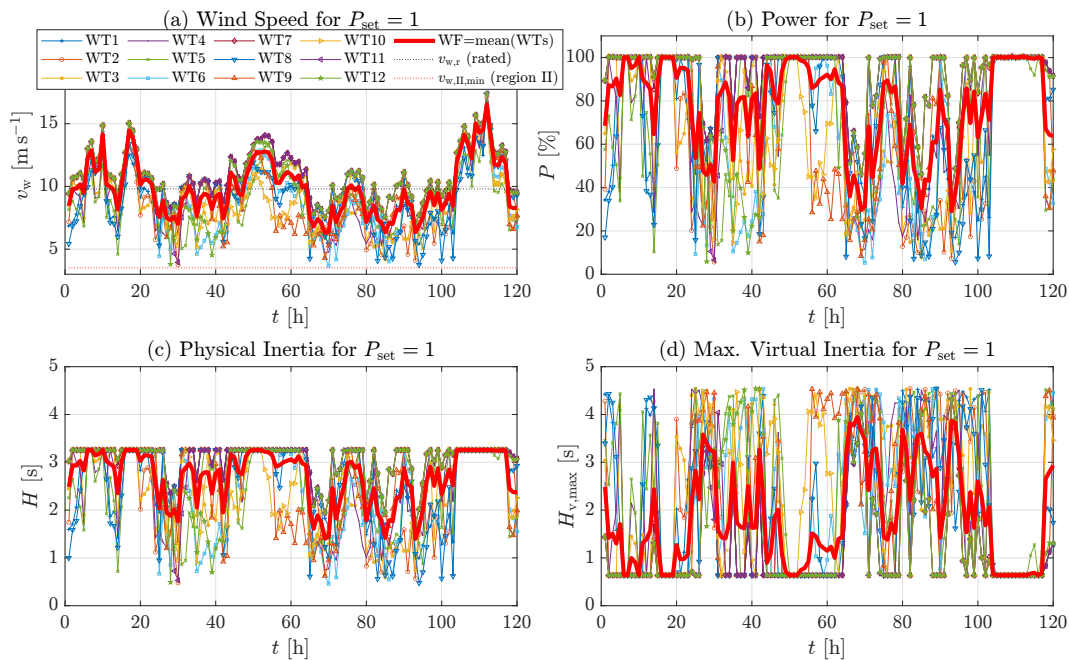 (a) Wind Speed for P_set = 1
WT1 WT4 WT7 WT10 WF=mean(WTs)
WT2 WT5 WT8 WT11 v_w,r (rated)
WT3 WT6 WT9 WT12 v_w,II,min (region II)
15
10
5
v_w [m s⁻¹]
0 20 40 60 80 100 120
t [h]
(b) Power for P_set = 1
100
80
60
40
20
0
P [%]
0 20 40 60 80 100 120
t [h]
(c) Physical Inertia for P_set = 1
5
4
3
2
1
0
H [s]
0 20 40 60 80 100 120
t [h]
(d) Max. Virtual Inertia for P_set = 1
5
4
3
2
1
0
H_v,max [s]
0 20 40 60 80 100 120
t [h]